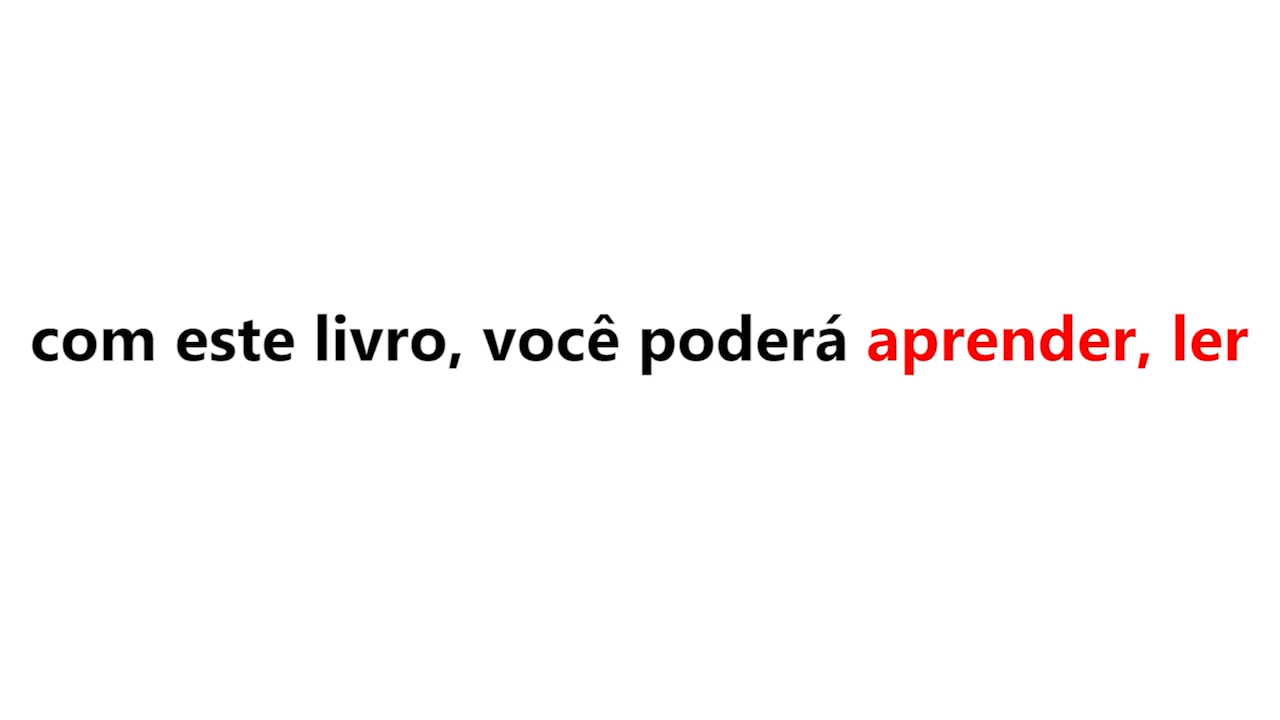 com este livro, você poderá aprender, ler